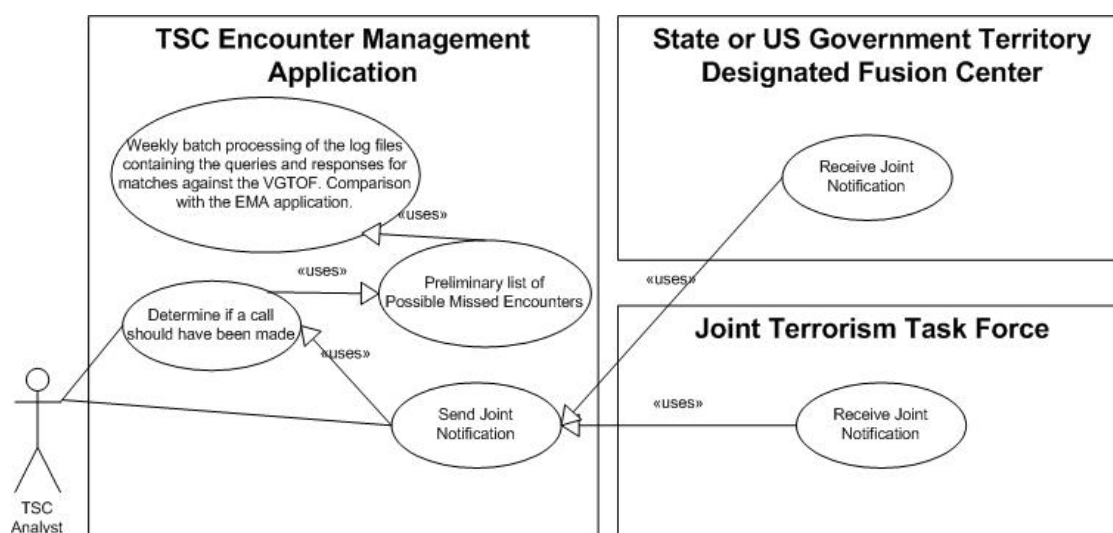 TSC Encounter Management
Application
Weekly batch processing of the log files
containing the queries and responses for
matches against the VGTOF. Comparison
with the EMA application.
«uses»
«uses»
Preliminary list of
Possible Missed Encounters
Determine if a call
should have been made
«uses»
Send Joint
Notification
TSC
Analyst
State or US Government Territory
Designated Fusion Center
Receive Joint
Notification
«uses»
Joint Terrorism Task Force
«uses»
Receive Joint
Notification